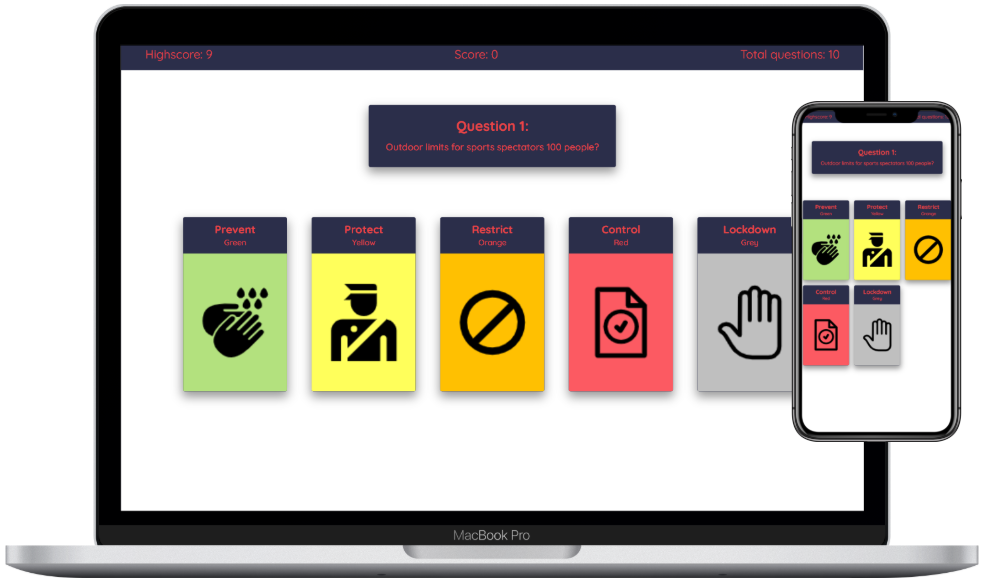 Highscore: 9 Score: 0 Total questions: 10
Question 1:
Outdoor limits for sports spectators 100 people?
Prevent Protect Restrict Control Lockdown
Green Yellow Orange Red Grey
MacBook Pro
Highscore 9
Question 1:
Outdoor limits for sports spectators 100 people?
Prevent Protect Restrict
Green Yellow Orange
Control Lockdown
Red Grey